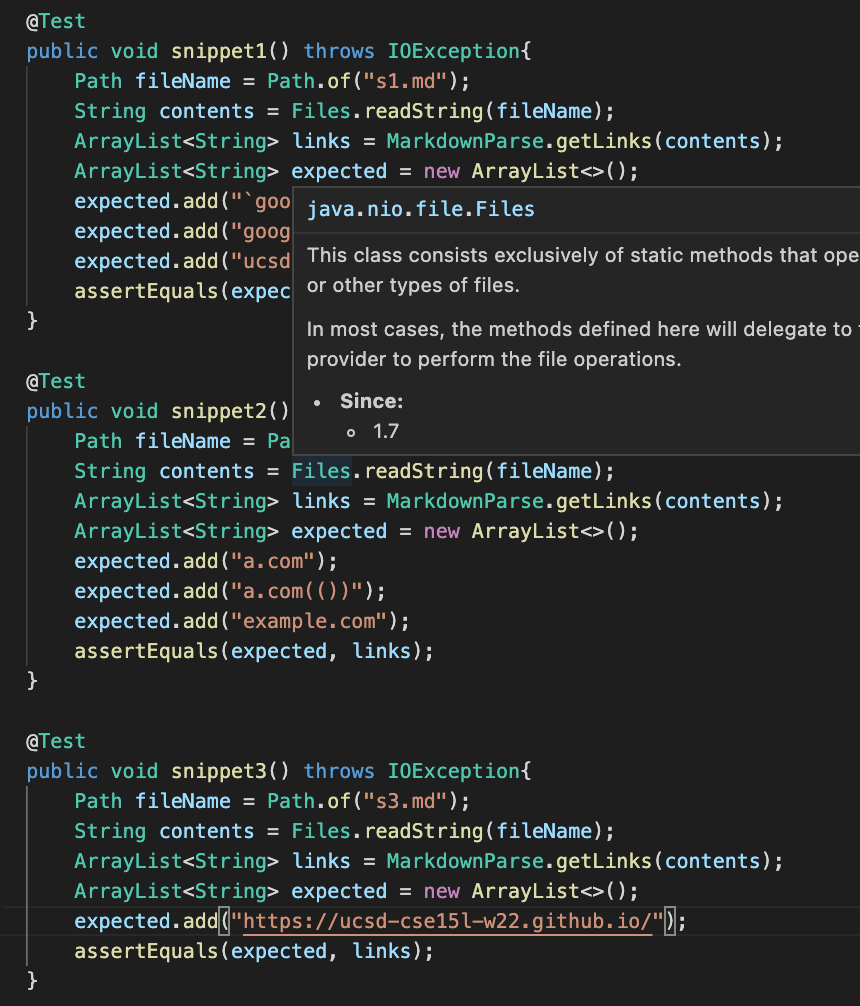 @Test
public void snippet1() throws IOException{
Path fileName = Path.of("s1.md");
String contents = Files.readString(fileName);
ArrayList<String> links = MarkdownParse.getLinks(contents);
ArrayList<String> expected = new ArrayList<>();
expected.add("`goo
expected.add("goog
expected.add("ucsd
assertEquals(expec
}
java.nio.file.Files
This class consists exclusively of static methods that ope
or other types of files.
In most cases, the methods defined here will delegate to
provider to perform the file operations.
• Since:
◦ 1.7
@Test
public void snippet2()
Path fileName = Pa
String contents = Files.readString(fileName);
ArrayList<String> links = MarkdownParse.getLinks(contents);
ArrayList<String> expected = new ArrayList<>();
expected.add("a.com");
expected.add("a.com(())");
expected.add("example.com");
assertEquals(expected, links);
}
@Test
public void snippet3() throws IOException{
Path fileName = Path.of("s3.md");
String contents = Files.readString(fileName);
ArrayList<String> links = MarkdownParse.getLinks(contents);
ArrayList<String> expected = new ArrayList<>();
expected.add("https://ucsd-cse15l-w22.github.io/");
assertEquals(expected, links);
}